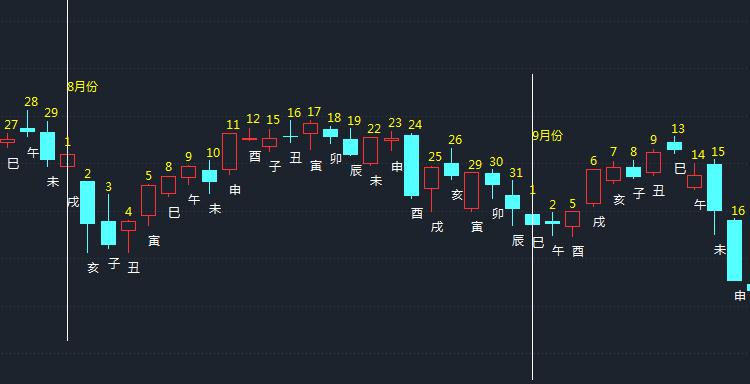 8月份
9月份
27 28 29 1 2 3 4 5 8 9 10 11 12 15 16 17 18 19 22 23 24 25 26 29 30 31 1 2 5 6 7 8 9 13 14 15 16
巳 午 未 戌 亥 子 丑 寅 巳 午 未 申 酉 子 丑 寅 卯 辰 未 申 酉 戌 亥 寅 卯 辰 巳 午 酉 戌 亥 子 丑 巳 午 未 申